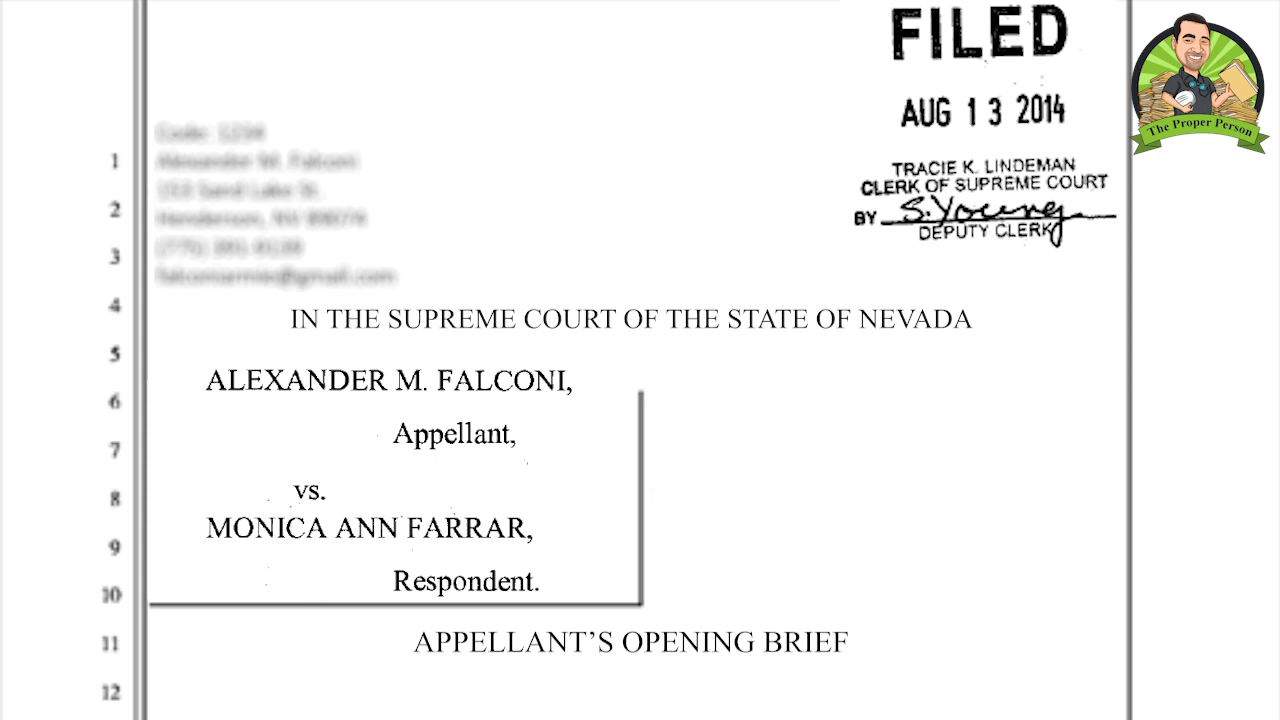 FILED
AUG 13 2014
TRACIE K. LINDEMAN
CLERK OF SUPREME COURT
BY S. Young
DEPUTY CLERK
The Proper Person
1
2
3
4
IN THE SUPREME COURT OF THE STATE OF NEVADA
5
ALEXANDER M. FALCONI,
6
Appellant,
7
vs.
8
MONICA ANN FARRAR,
9
Respondent.
10
APPELLANT’S OPENING BRIEF
11
12